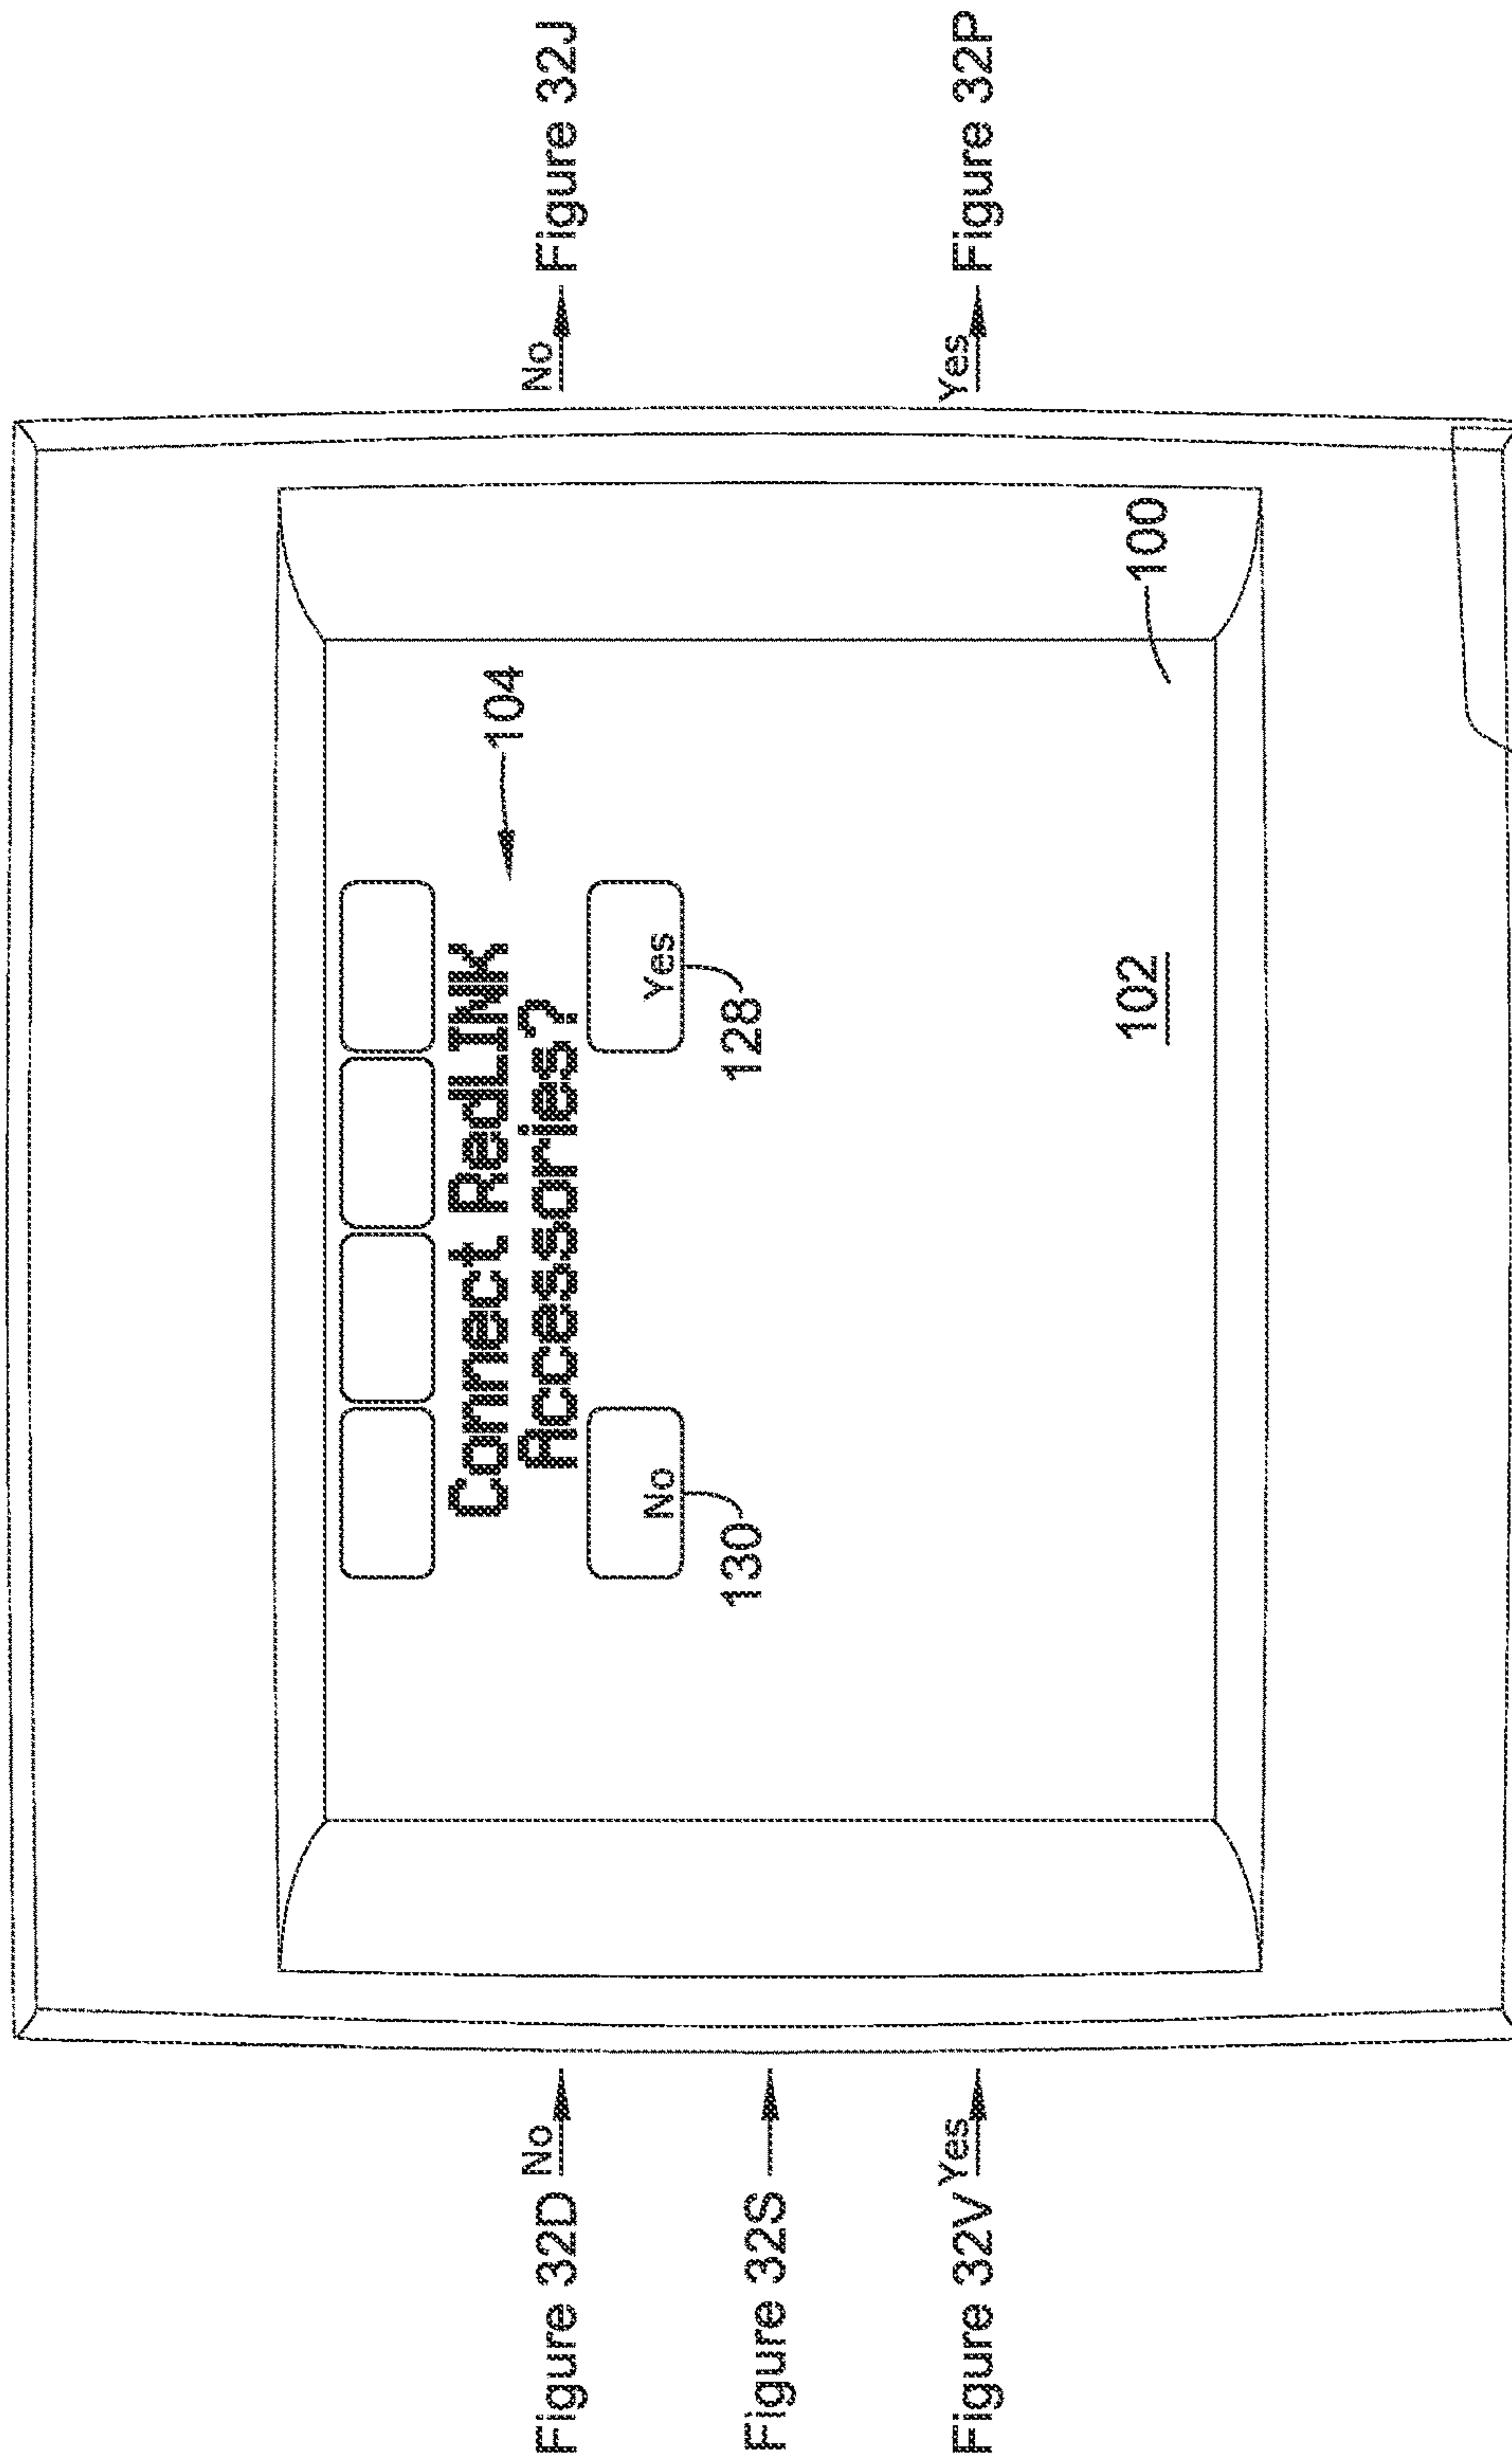 Figure 32D
No
Figure 32S
Figure 32V
Yes
Connect RedLINK
Accessories?
104
No
Yes
130
128
102
100
No
Figure 32J
Yes
Figure 32P